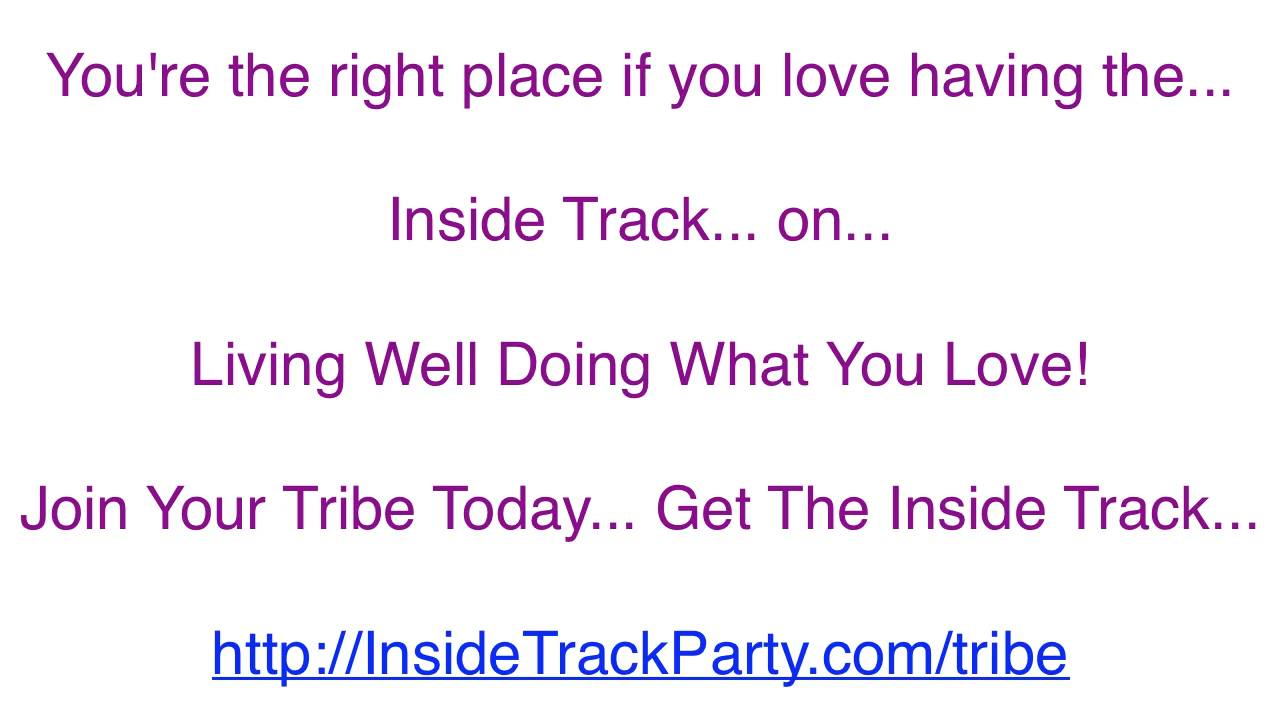 You're the right place if you love having the...
Inside Track... on...
Living Well Doing What You Love!
Join Your Tribe Today... Get The Inside Track...
http://InsideTrackParty.com/tribe